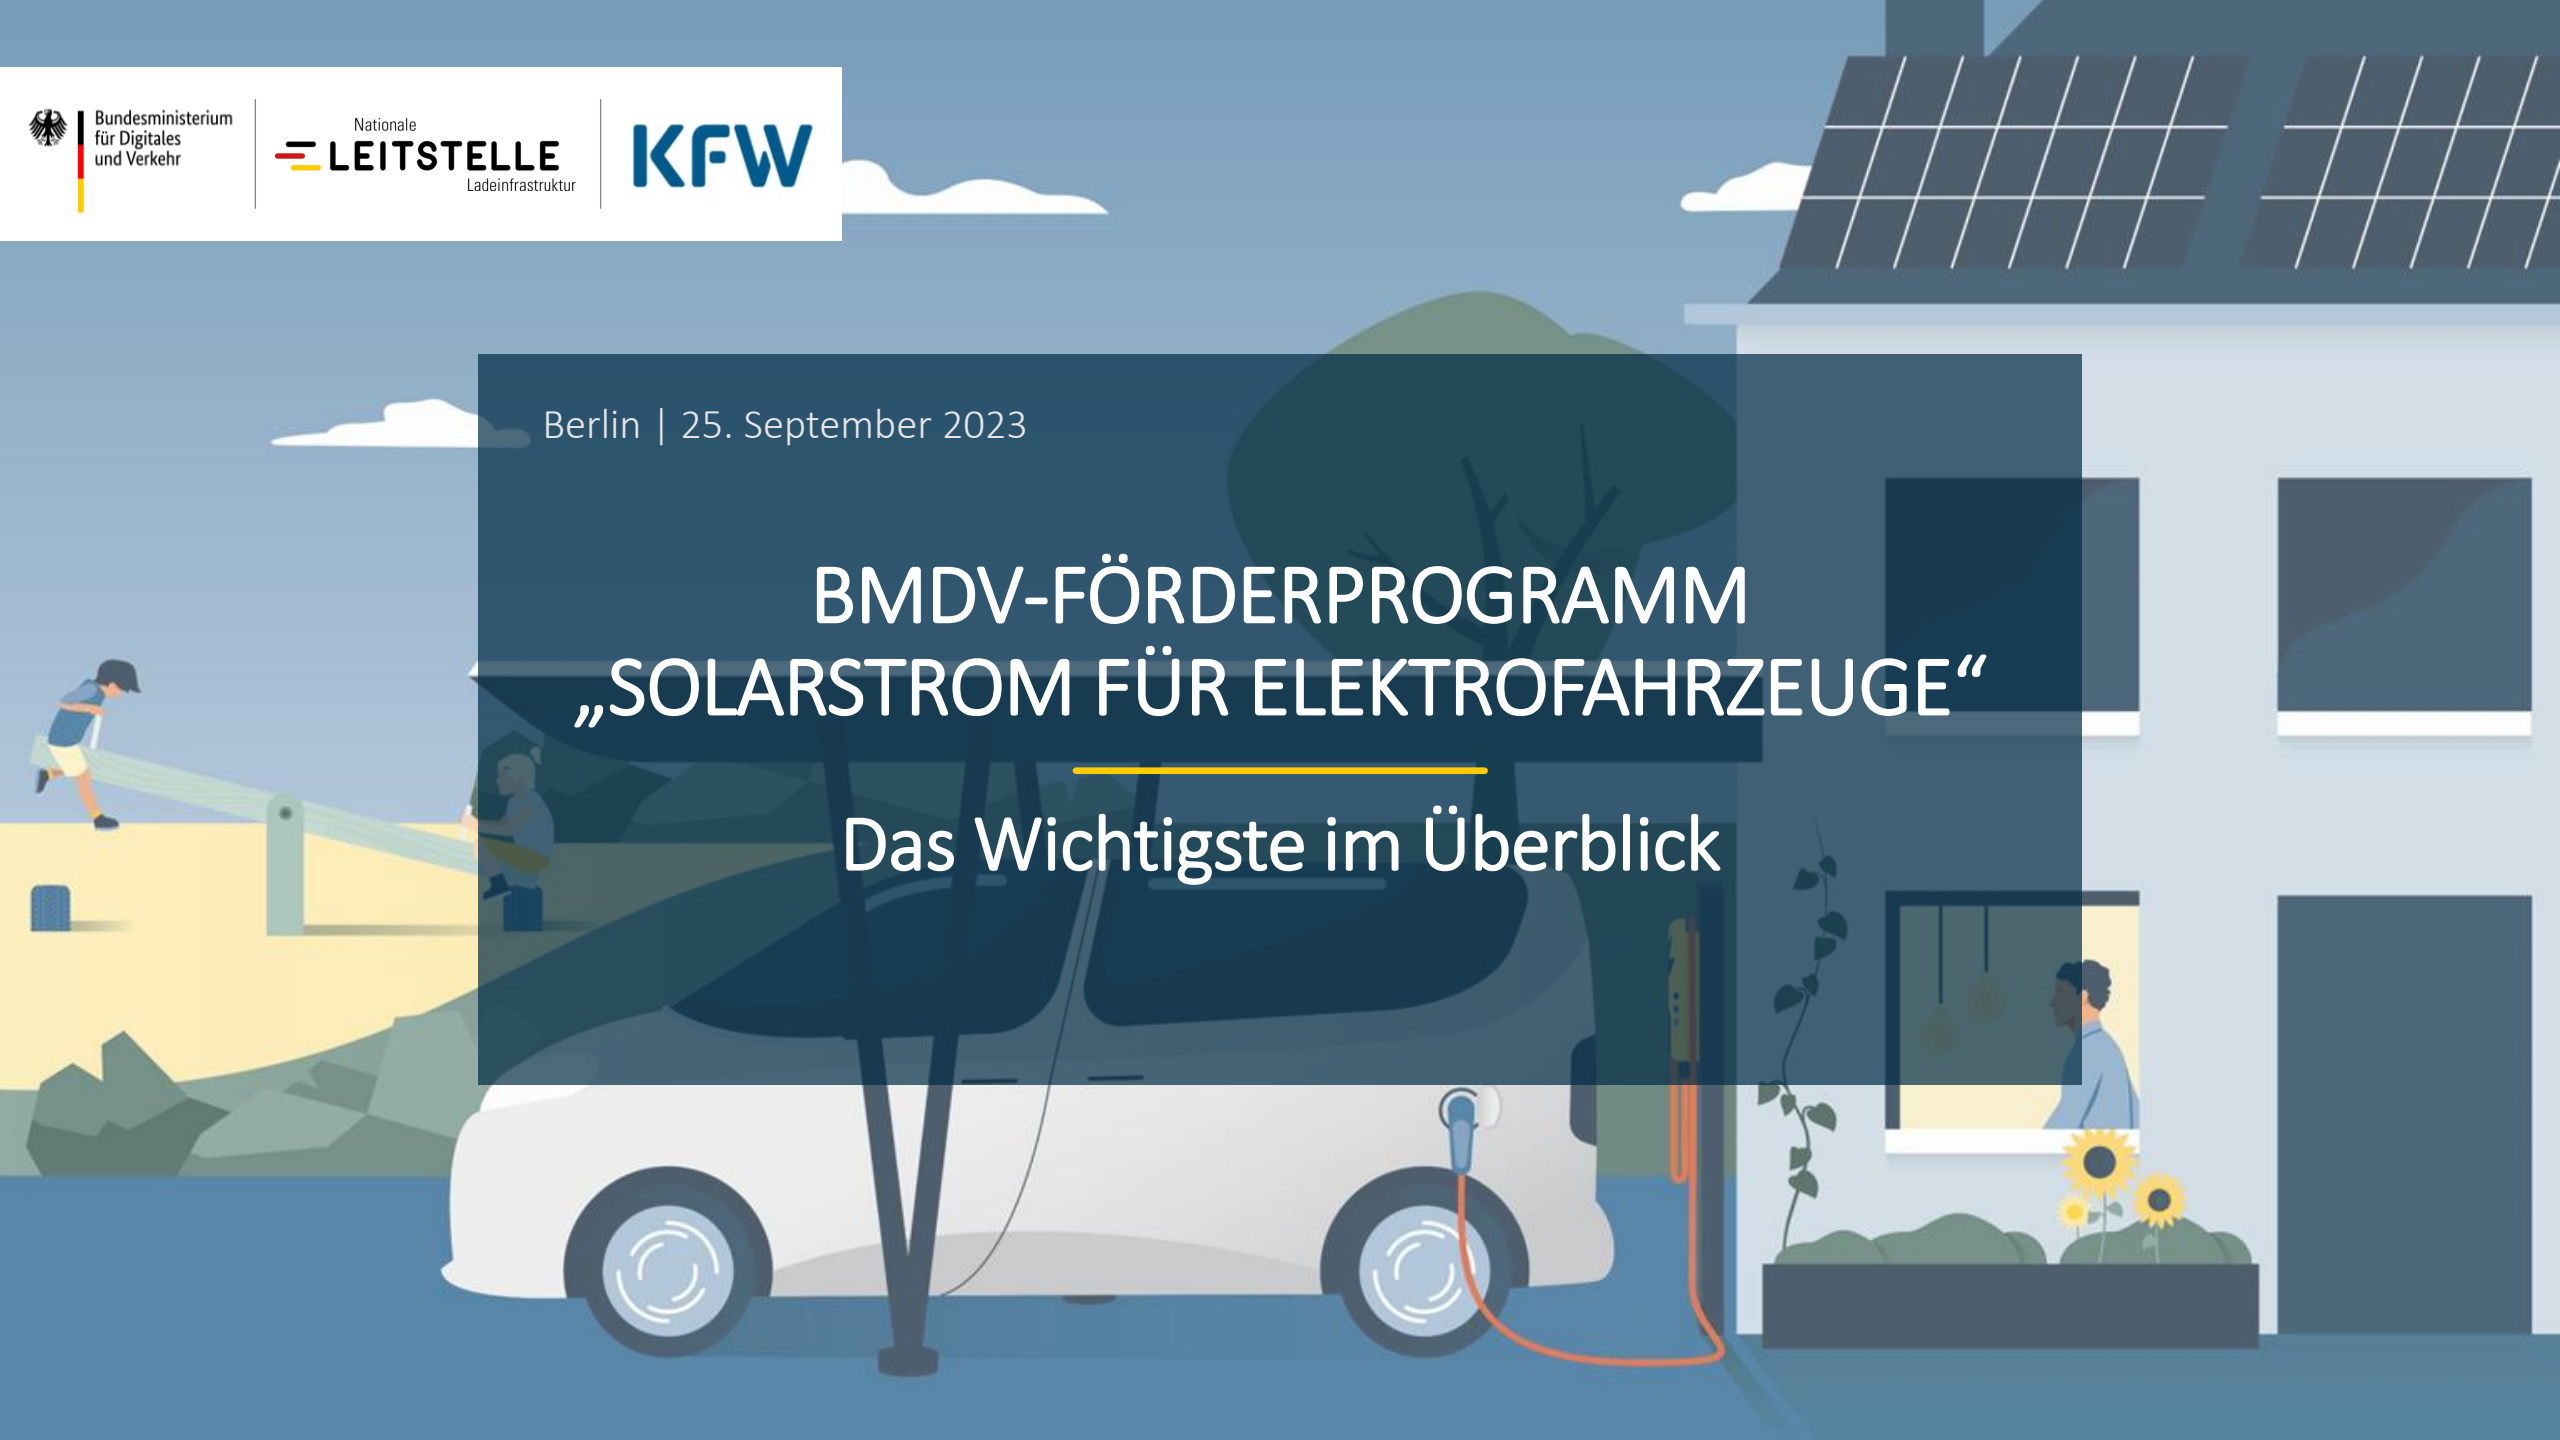 Bundesministerium
für Digitales
und Verkehr
Nationale
LEITSTELLE
Ladeinfrastruktur
KFW
Berlin | 25. September 2023
BMDV-FÖRDERPROGRAMM
„SOLARSTROM FÜR ELEKTROFAHRZEUGE“
Das Wichtigste im Überblick